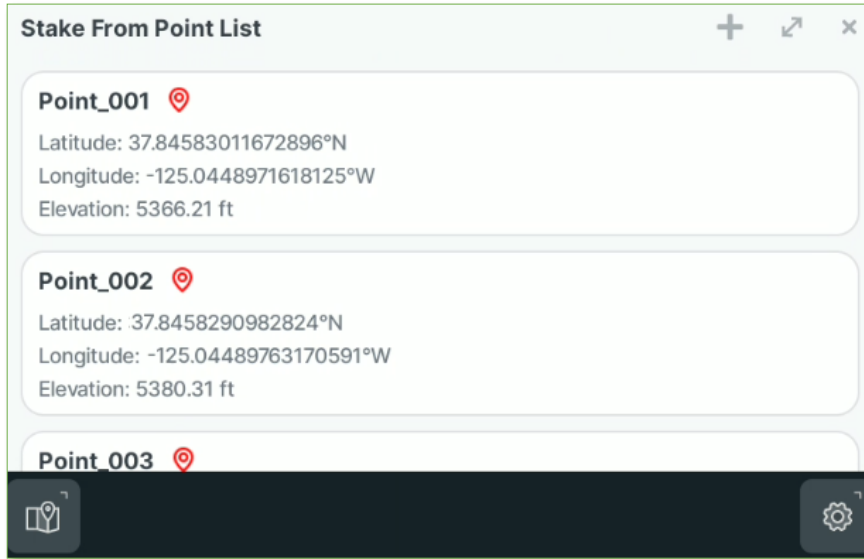 Stake From Point List
Point_001
Latitude: 37.84583011672896°N
Longitude: -125.0448971618125°W
Elevation: 5366.21 ft
Point_002
Latitude: 37.8458290982824°N
Longitude: -125.04489763170591°W
Elevation: 5380.31 ft
Point_003